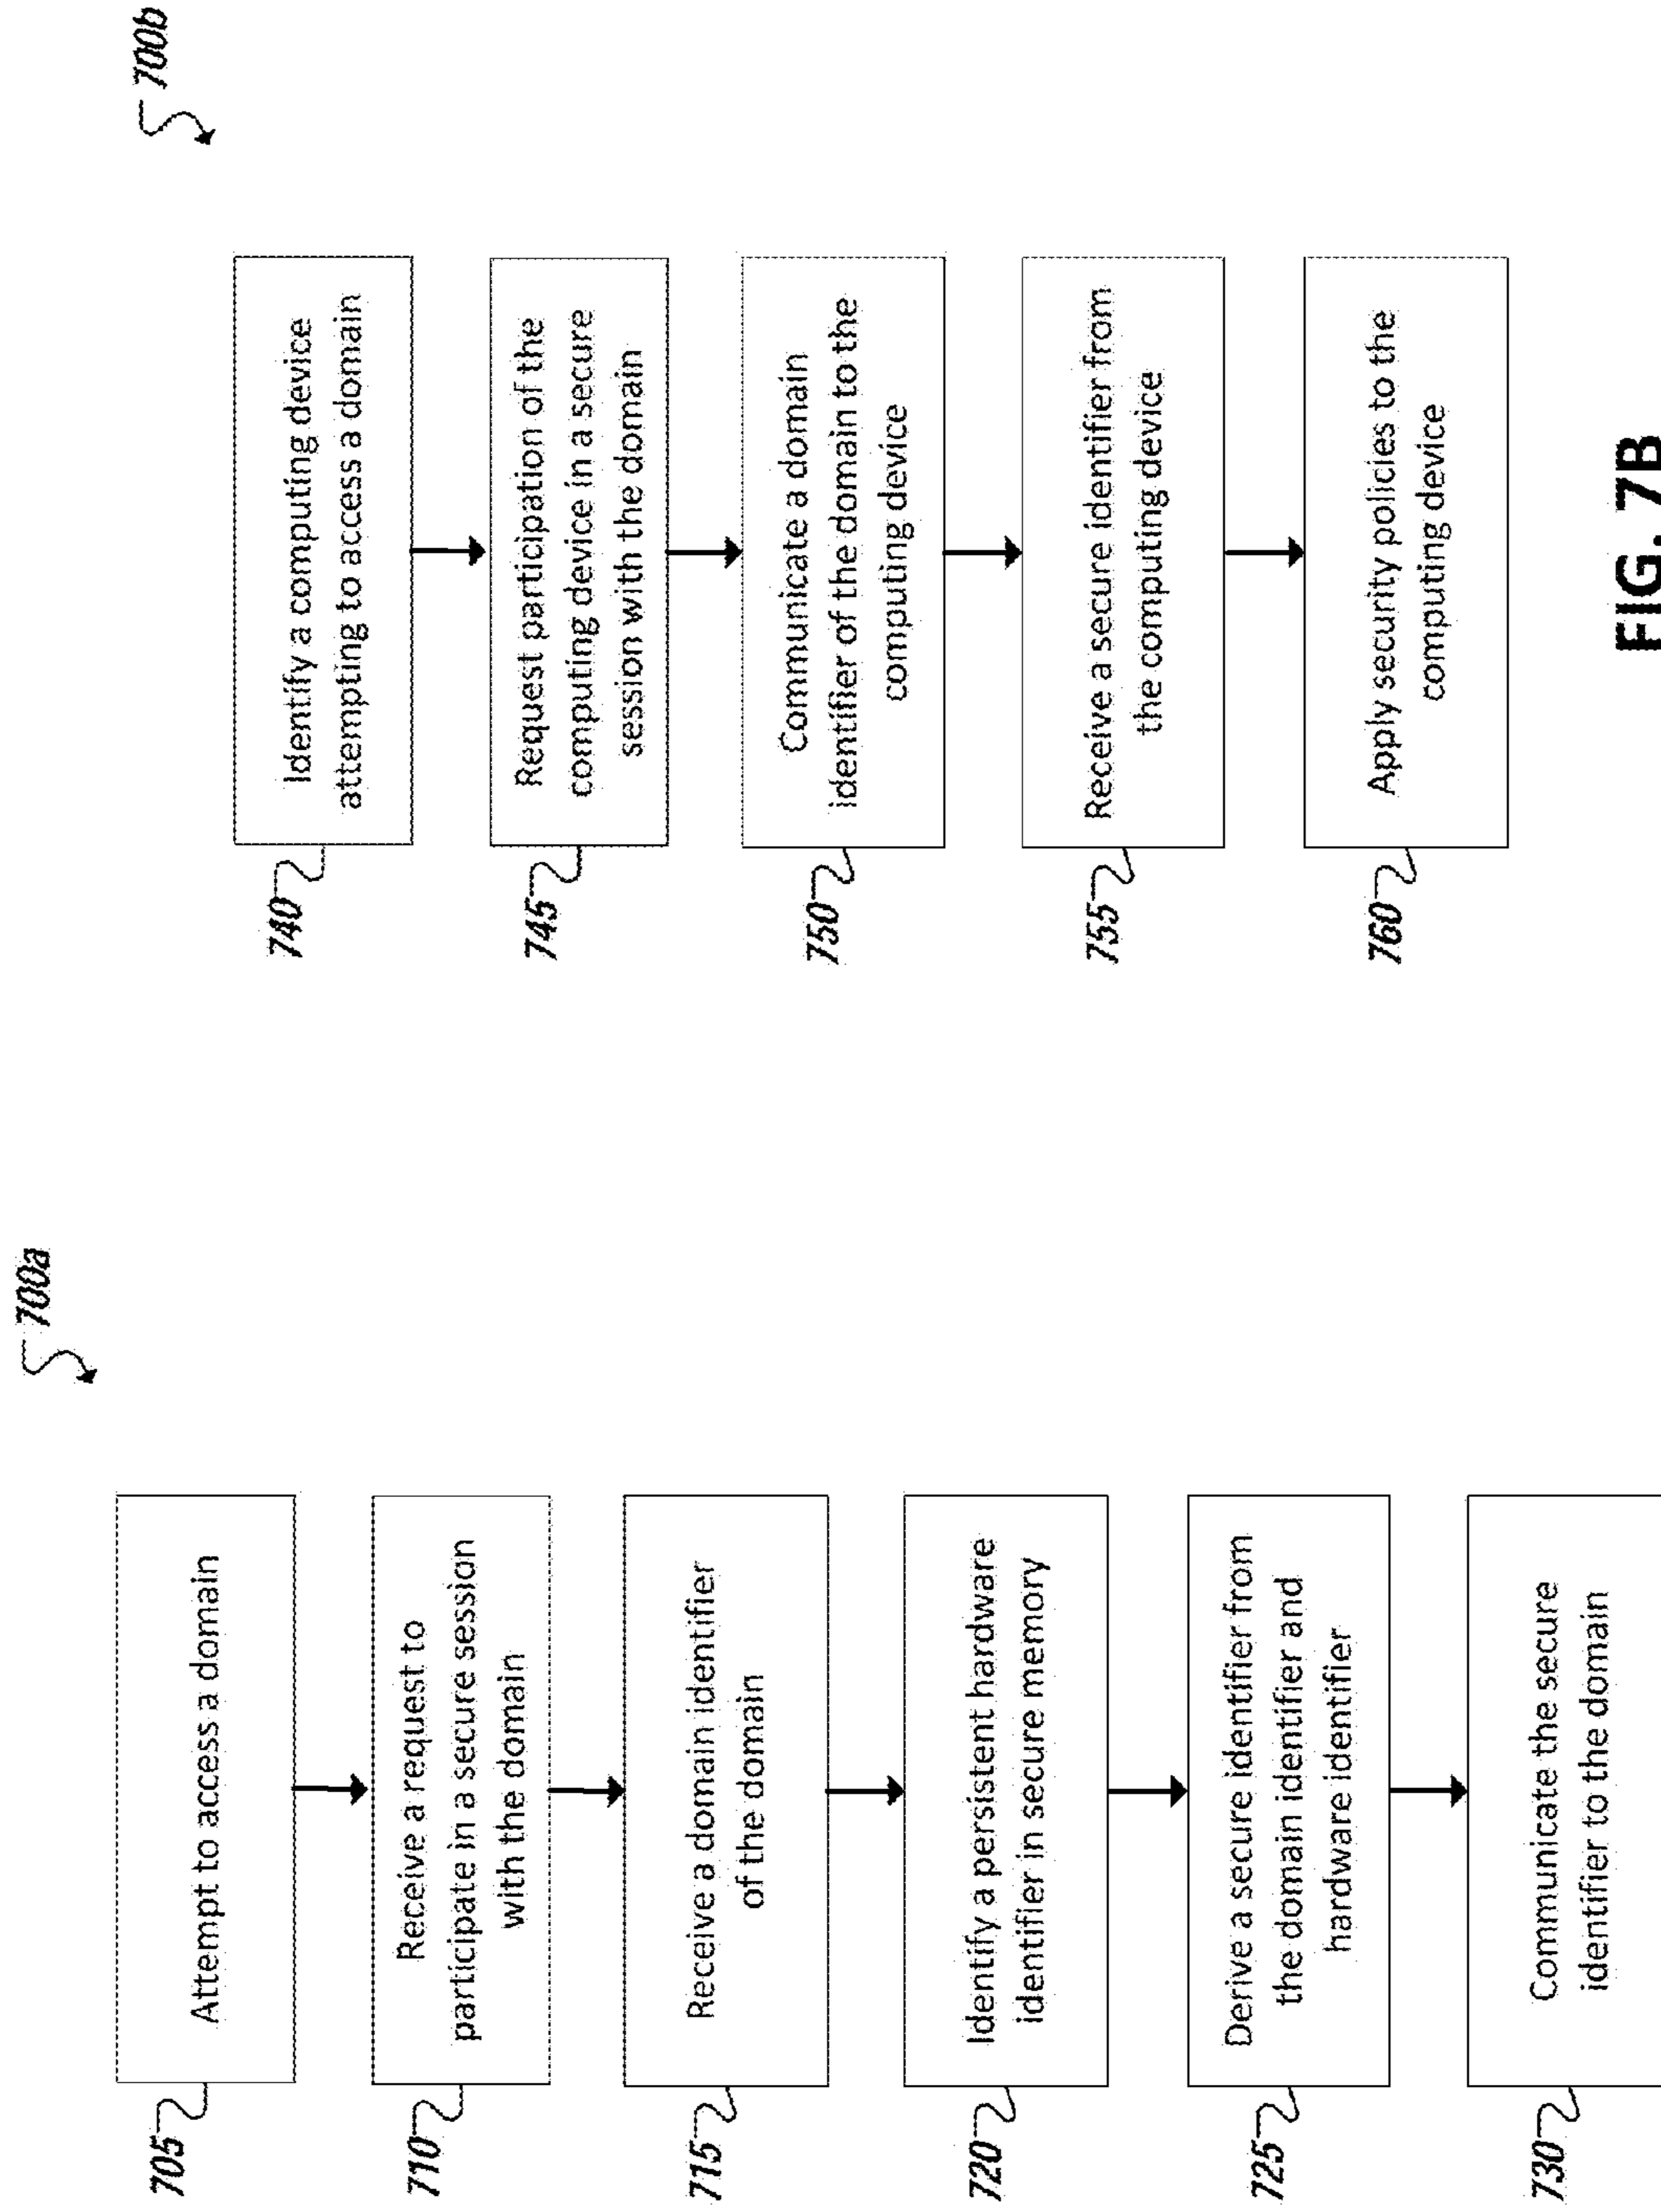 700a
705
Attempt to access a domain
710
Receive a request to
participate in a secure session
with the domain
715
Receive a domain identifier
of the domain
720
Identify a persistent hardware
identifier in secure memory
725
Derive a secure identifier from
the domain identifier and
hardware identifier
730
Communicate the secure
identifier to the domain
700b
740
Identify a computing device
attempting to access a domain
745
Request participation of the
computing device in a secure
session with the domain
750
Communicate a domain
identifier of the domain to the
computing device
755
Receive a secure identifier from
the computing device
760
Apply security policies to the
computing device
FIG. 7B